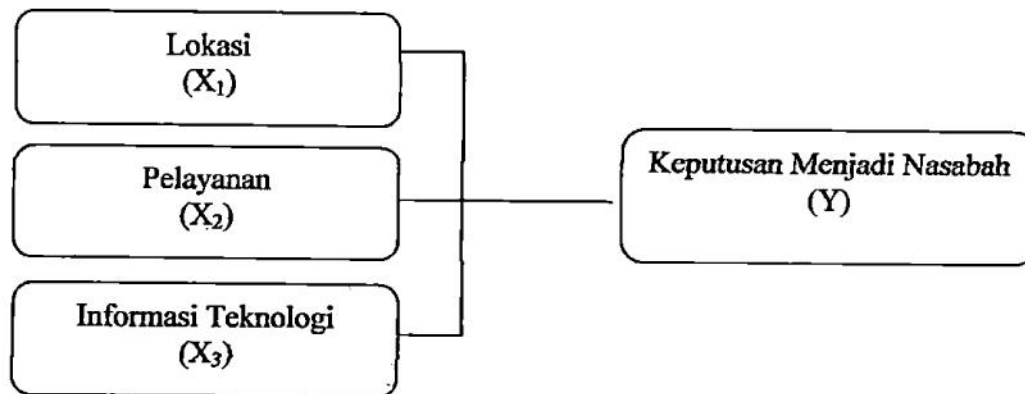 Lokasi
(X₁)
Pelayanan
(X₂)
Informasi Teknologi
(X₃)
Keputusan Menjadi Nasabah
(Y)